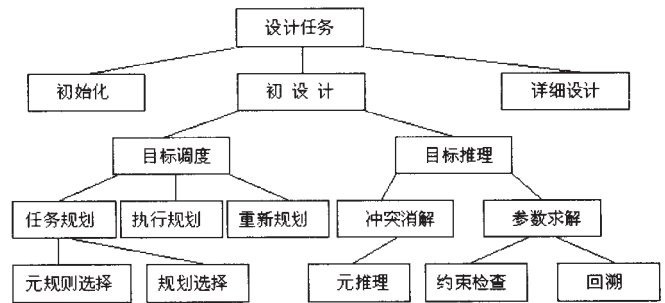 设计任务
初始化
初 设 计
详细设计
目标调度
目标推理
任务规划
执行规划
重新规划
冲突消解
参数求解
元规则选择
规划选择
元推理
约束检查
回溯